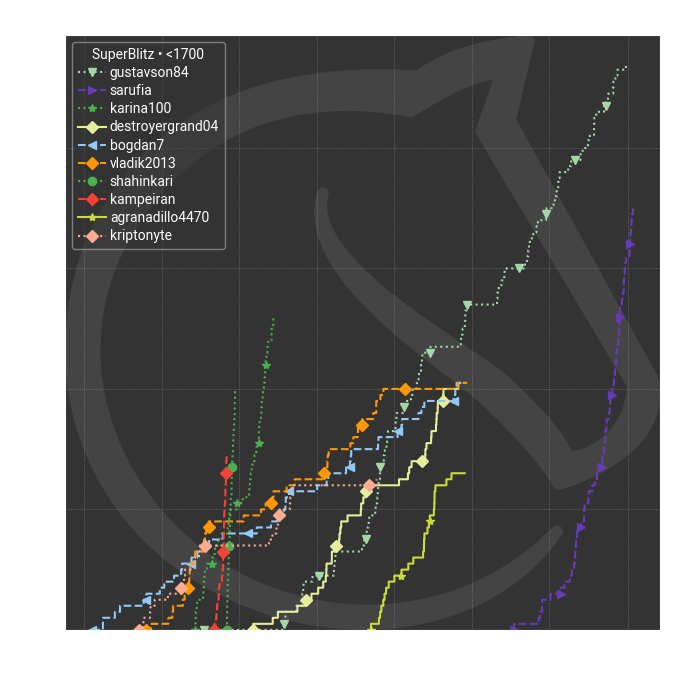 SuperBlitz • <1700
gustavson84
sarufia
karina100
destroyergrand04
bogdan7
vladik2013
shahinkari
kampeiran
agranadillo4470
kriptonyte